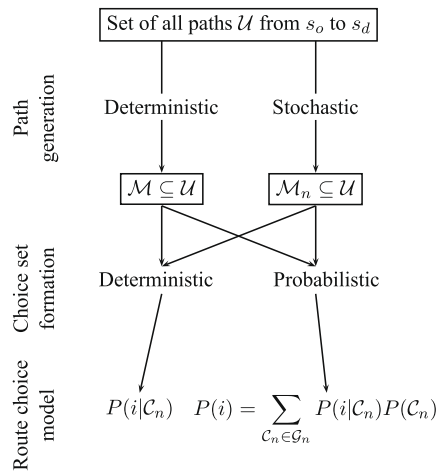 Set of all paths 𝒰 from s_o to s_d
Path
generation
Deterministic Stochastic
ℳ ⊆ 𝒰 ℳ_n ⊆ 𝒰
Choice set
formation
Deterministic Probabilistic
Route choice
model
P(i|𝒞_n) P(i) = ∑_{𝒞_n∈𝒢_n} P(i|𝒞_n)P(𝒞_n)